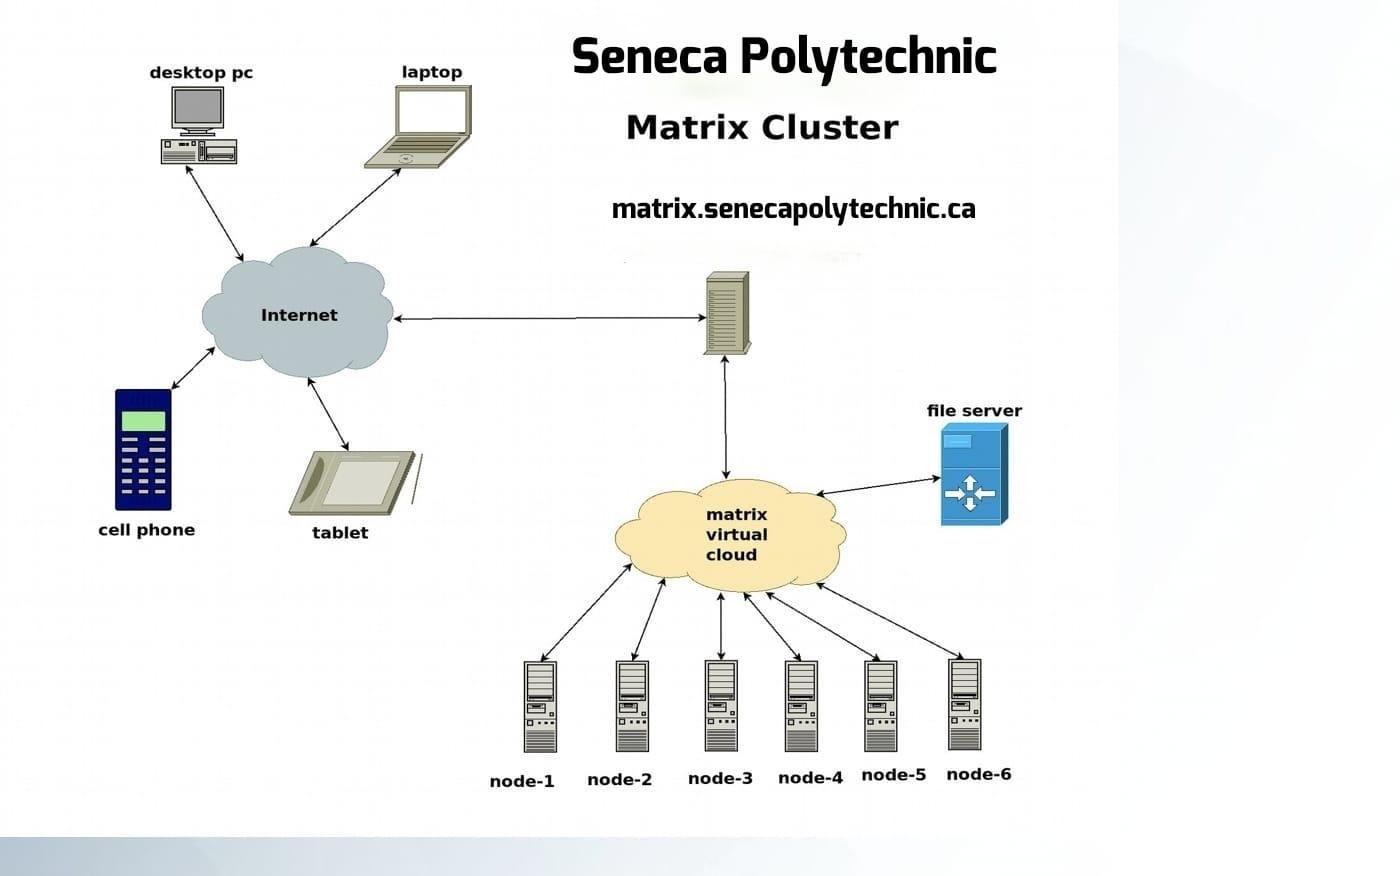 Seneca Polytechnic
Matrix Cluster
matrix.senecapolytechnic.ca
desktop pc
laptop
Internet
cell phone
tablet
file server
matrix
virtual
cloud
node-1
node-2
node-3
node-4
node-5
node-6